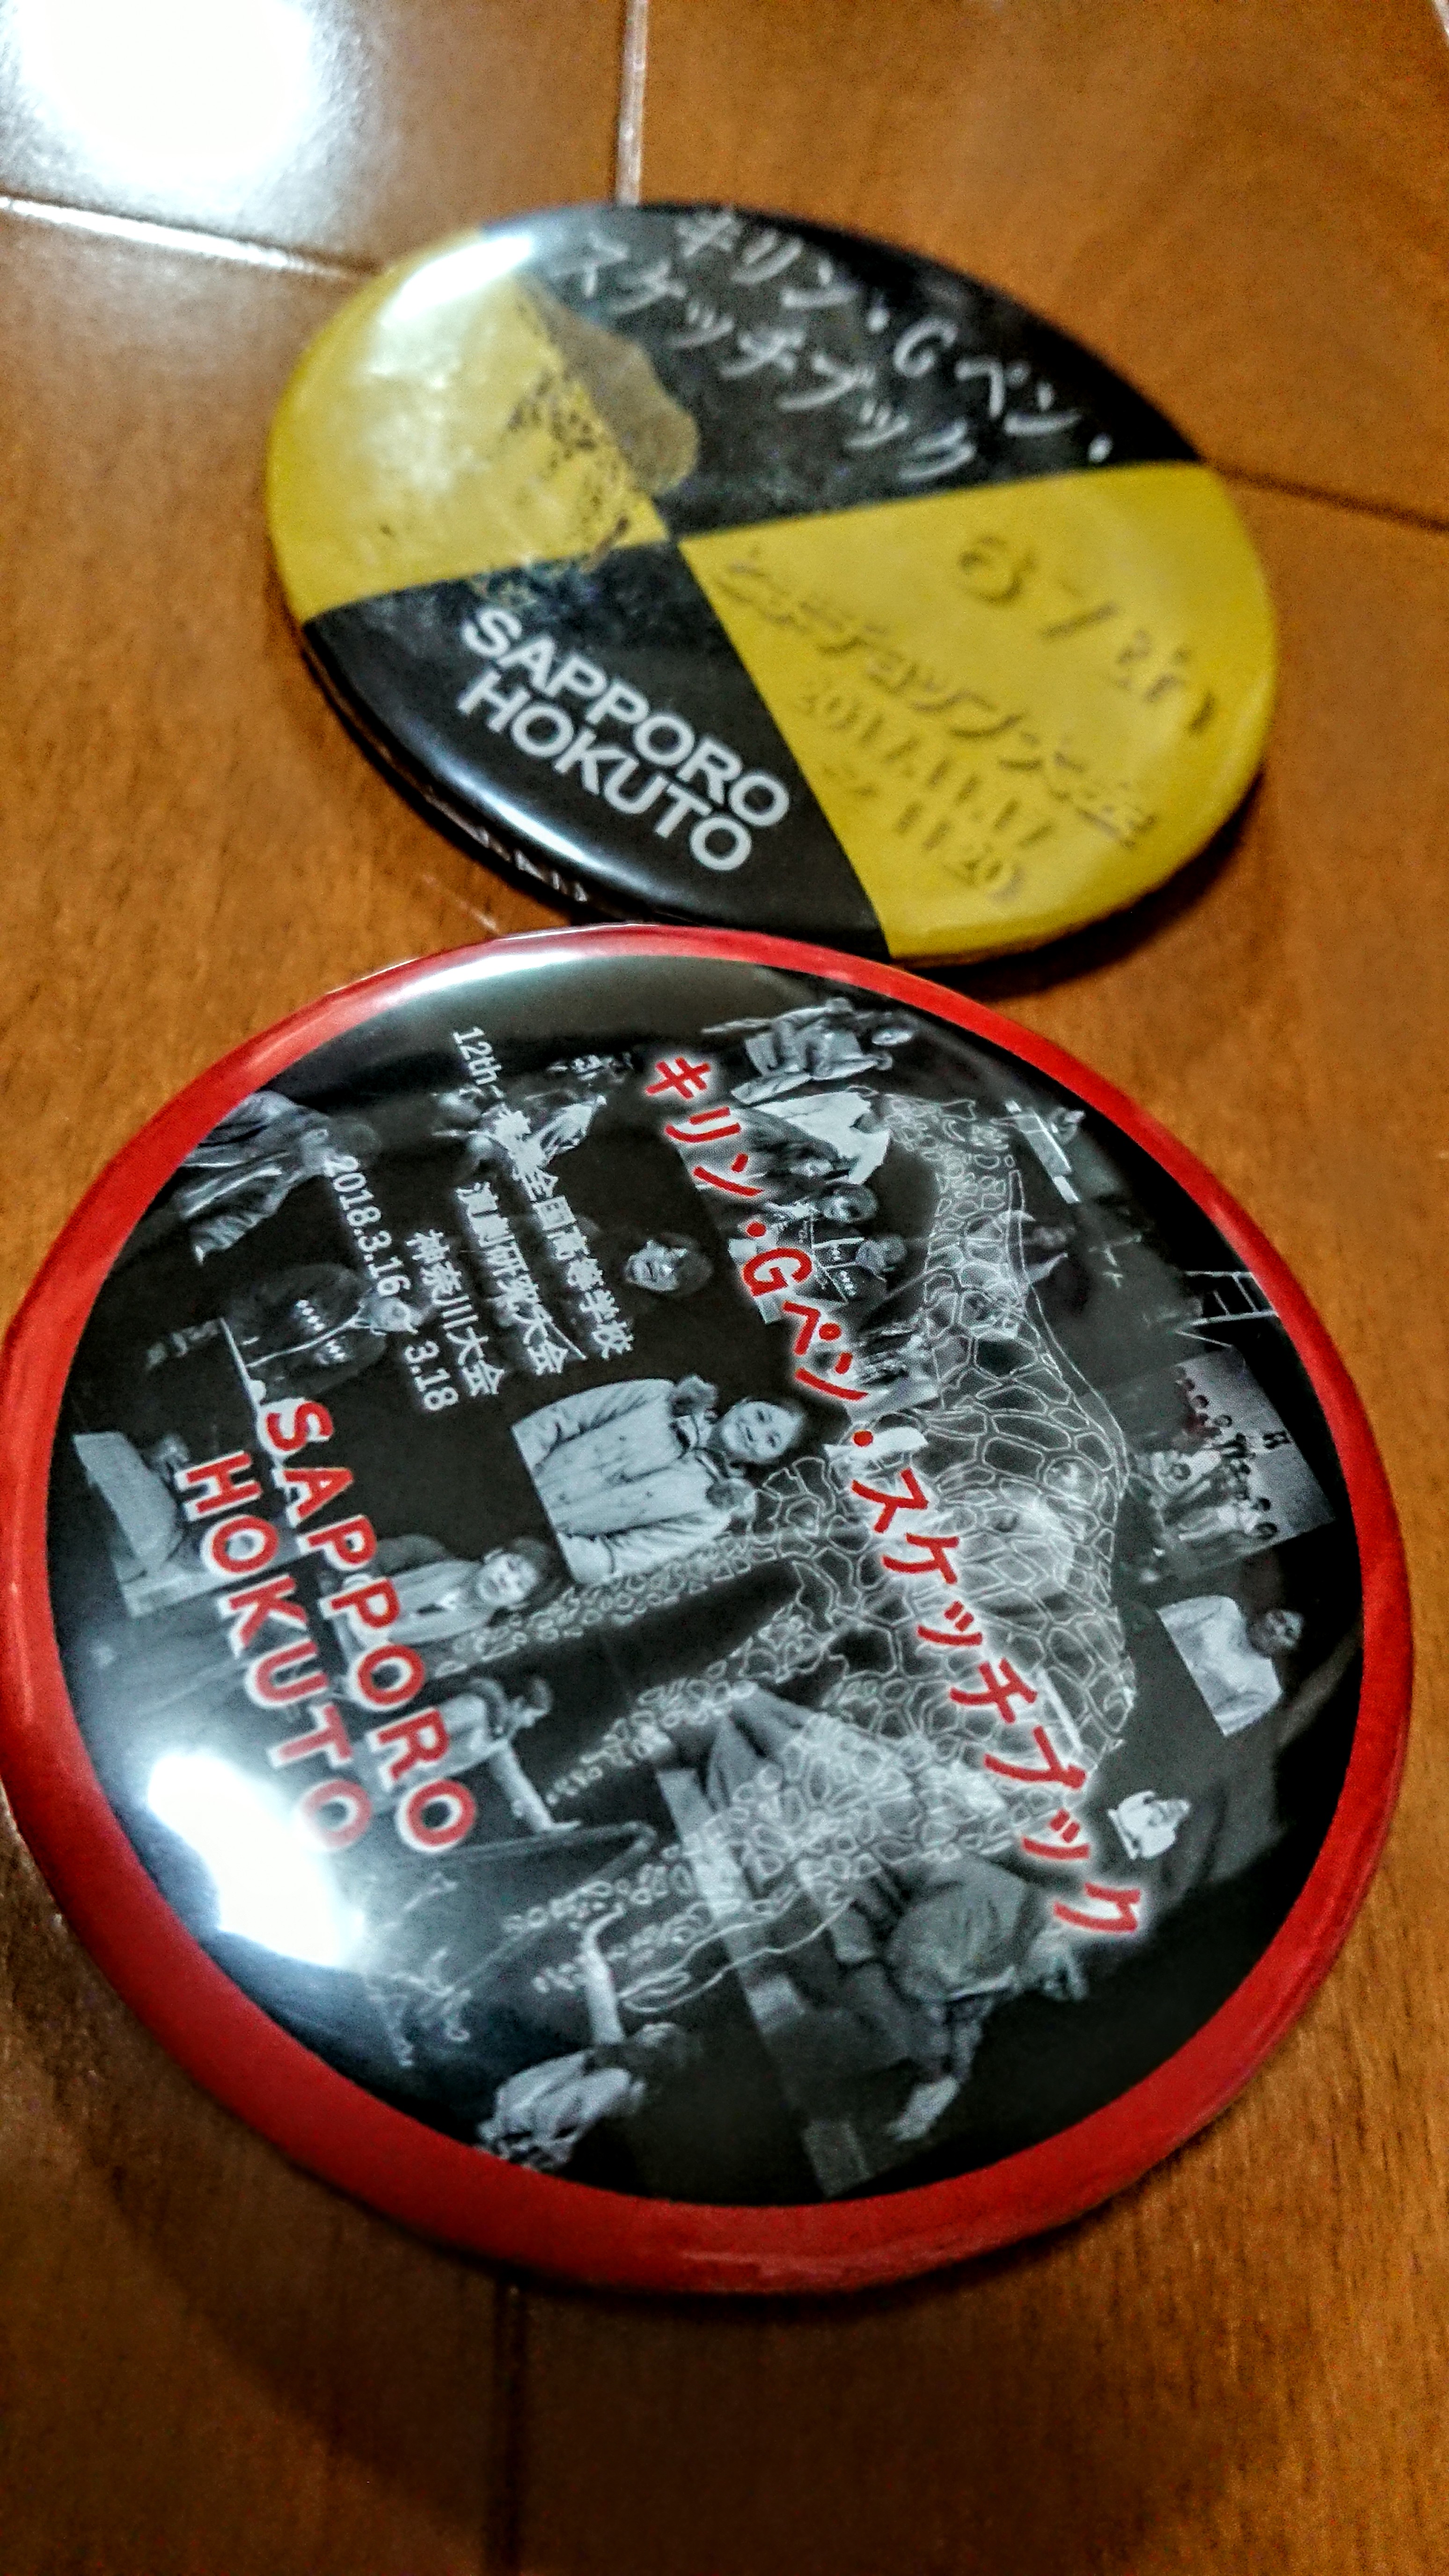 キリン・Gペン・
スケッチブック
SAPPORO
HOKUTO
キリン・Gペン・スケッチブック
12th-春季全国高等学校
演劇研究大会
神奈川大会
2018.3.16 - 3.18
SAPPORO
HOKUTO